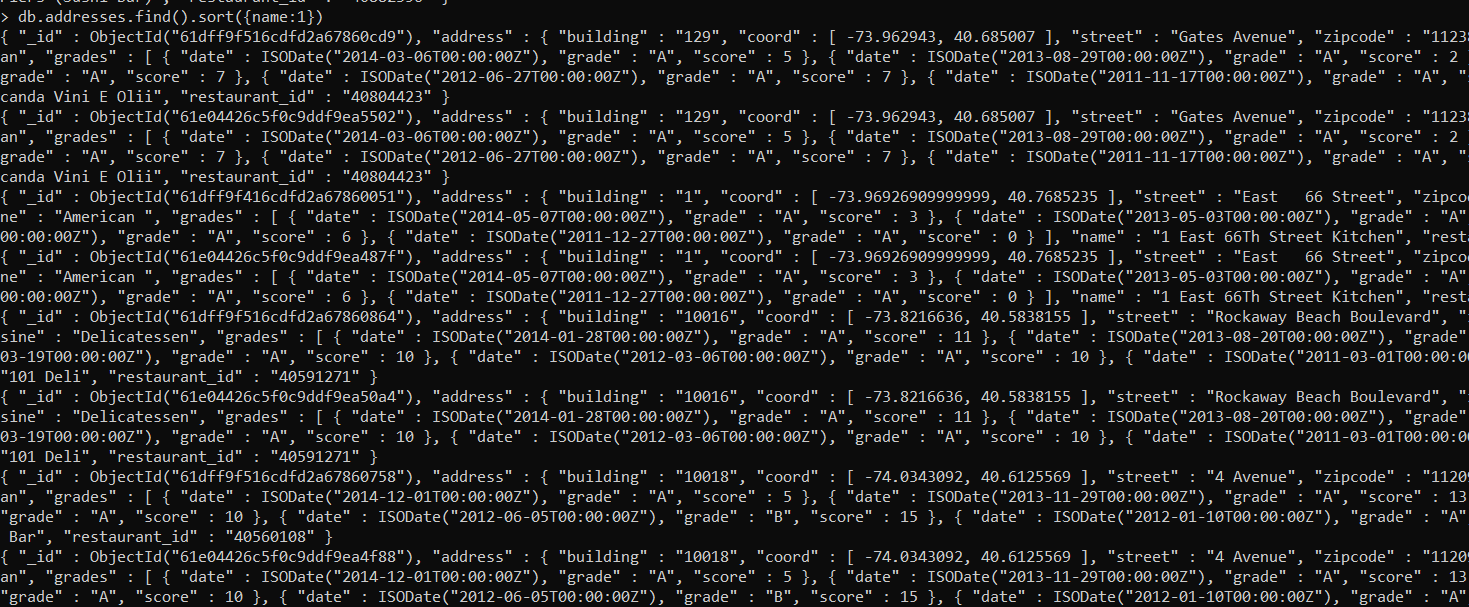 > db.addresses.find().sort({name:1})
{ "_id" : ObjectId("61dff9f516cdfd2a67860cd9"), "address" : { "building" : "129", "coord" : [ -73.962943, 40.685007 ], "street" : "Gates Avenue", "zipcode" : "1123
an", "grades" : [ { "date" : ISODate("2014-03-06T00:00:00Z"), "grade" : "A", "score" : 5 }, { "date" : ISODate("2013-08-29T00:00:00Z"), "grade" : "A", "score" : 2
grade" : "A", "score" : 7 }, { "date" : ISODate("2012-06-27T00:00:00Z"), "grade" : "A", "score" : 7 }, { "date" : ISODate("2011-11-17T00:00:00Z"), "grade" : "A", "
canda Vini E Olii", "restaurant_id" : "40804423" }
{ "_id" : ObjectId("61e04426c5f0c9ddf9ea5502"), "address" : { "building" : "129", "coord" : [ -73.962943, 40.685007 ], "street" : "Gates Avenue", "zipcode" : "1123
an", "grades" : [ { "date" : ISODate("2014-03-06T00:00:00Z"), "grade" : "A", "score" : 5 }, { "date" : ISODate("2013-08-29T00:00:00Z"), "grade" : "A", "score" : 2
grade" : "A", "score" : 7 }, { "date" : ISODate("2012-06-27T00:00:00Z"), "grade" : "A", "score" : 7 }, { "date" : ISODate("2011-11-17T00:00:00Z"), "grade" : "A", "
canda Vini E Olii", "restaurant_id" : "40804423" }
{ "_id" : ObjectId("61dff9f416cdfd2a67860051"), "address" : { "building" : "1", "coord" : [ -73.96926909999999, 40.7685235 ], "street" : "East   66 Street", "zipco
ne" : "American ", "grades" : [ { "date" : ISODate("2014-05-07T00:00:00Z"), "grade" : "A", "score" : 3 }, { "date" : ISODate("2013-05-03T00:00:00Z"), "grade" : "A"
00:00:00Z"), "grade" : "A", "score" : 6 }, { "date" : ISODate("2011-12-27T00:00:00Z"), "grade" : "A", "score" : 0 } ], "name" : "1 East 66Th Street Kitchen", "rest
{ "_id" : ObjectId("61e04426c5f0c9ddf9ea487f"), "address" : { "building" : "1", "coord" : [ -73.96926909999999, 40.7685235 ], "street" : "East   66 Street", "zipco
ne" : "American ", "grades" : [ { "date" : ISODate("2014-05-07T00:00:00Z"), "grade" : "A", "score" : 3 }, { "date" : ISODate("2013-05-03T00:00:00Z"), "grade" : "A"
00:00:00Z"), "grade" : "A", "score" : 6 }, { "date" : ISODate("2011-12-27T00:00:00Z"), "grade" : "A", "score" : 0 } ], "name" : "1 East 66Th Street Kitchen", "rest
{ "_id" : ObjectId("61dff9f516cdfd2a67860864"), "address" : { "building" : "10016", "coord" : [ -73.8216636, 40.5838155 ], "street" : "Rockaway Beach Boulevard", "
sine" : "Delicatessen", "grades" : [ { "date" : ISODate("2014-01-28T00:00:00Z"), "grade" : "A", "score" : 11 }, { "date" : ISODate("2013-08-20T00:00:00Z"), "grade"
03-19T00:00:00Z"), "grade" : "A", "score" : 10 }, { "date" : ISODate("2012-03-06T00:00:00Z"), "grade" : "A", "score" : 10 }, { "date" : ISODate("2011-03-01T00:00:0
"101 Deli", "restaurant_id" : "40591271" }
{ "_id" : ObjectId("61e04426c5f0c9ddf9ea50a4"), "address" : { "building" : "10016", "coord" : [ -73.8216636, 40.5838155 ], "street" : "Rockaway Beach Boulevard", "
sine" : "Delicatessen", "grades" : [ { "date" : ISODate("2014-01-28T00:00:00Z"), "grade" : "A", "score" : 11 }, { "date" : ISODate("2013-08-20T00:00:00Z"), "grade"
03-19T00:00:00Z"), "grade" : "A", "score" : 10 }, { "date" : ISODate("2012-03-06T00:00:00Z"), "grade" : "A", "score" : 10 }, { "date" : ISODate("2011-03-01T00:00:0
"101 Deli", "restaurant_id" : "40591271" }
{ "_id" : ObjectId("61dff9f516cdfd2a67860758"), "address" : { "building" : "10018", "coord" : [ -74.0343092, 40.6125569 ], "street" : "4 Avenue", "zipcode" : "1120
an", "grades" : [ { "date" : ISODate("2014-12-01T00:00:00Z"), "grade" : "A", "score" : 5 }, { "date" : ISODate("2013-11-29T00:00:00Z"), "grade" : "A", "score" : 13
"grade" : "A", "score" : 10 }, { "date" : ISODate("2012-06-05T00:00:00Z"), "grade" : "B", "score" : 15 }, { "date" : ISODate("2012-01-10T00:00:00Z"), "grade" : "A"
 Bar", "restaurant_id" : "40560108" }
{ "_id" : ObjectId("61e04426c5f0c9ddf9ea4f88"), "address" : { "building" : "10018", "coord" : [ -74.0343092, 40.6125569 ], "street" : "4 Avenue", "zipcode" : "1120
an", "grades" : [ { "date" : ISODate("2014-12-01T00:00:00Z"), "grade" : "A", "score" : 5 }, { "date" : ISODate("2013-11-29T00:00:00Z"), "grade" : "A", "score" : 13
"grade" : "A", "score" : 10 }, { "date" : ISODate("2012-06-05T00:00:00Z"), "grade" : "B", "score" : 15 }, { "date" : ISODate("2012-01-10T00:00:00Z"), "grade" : "A"